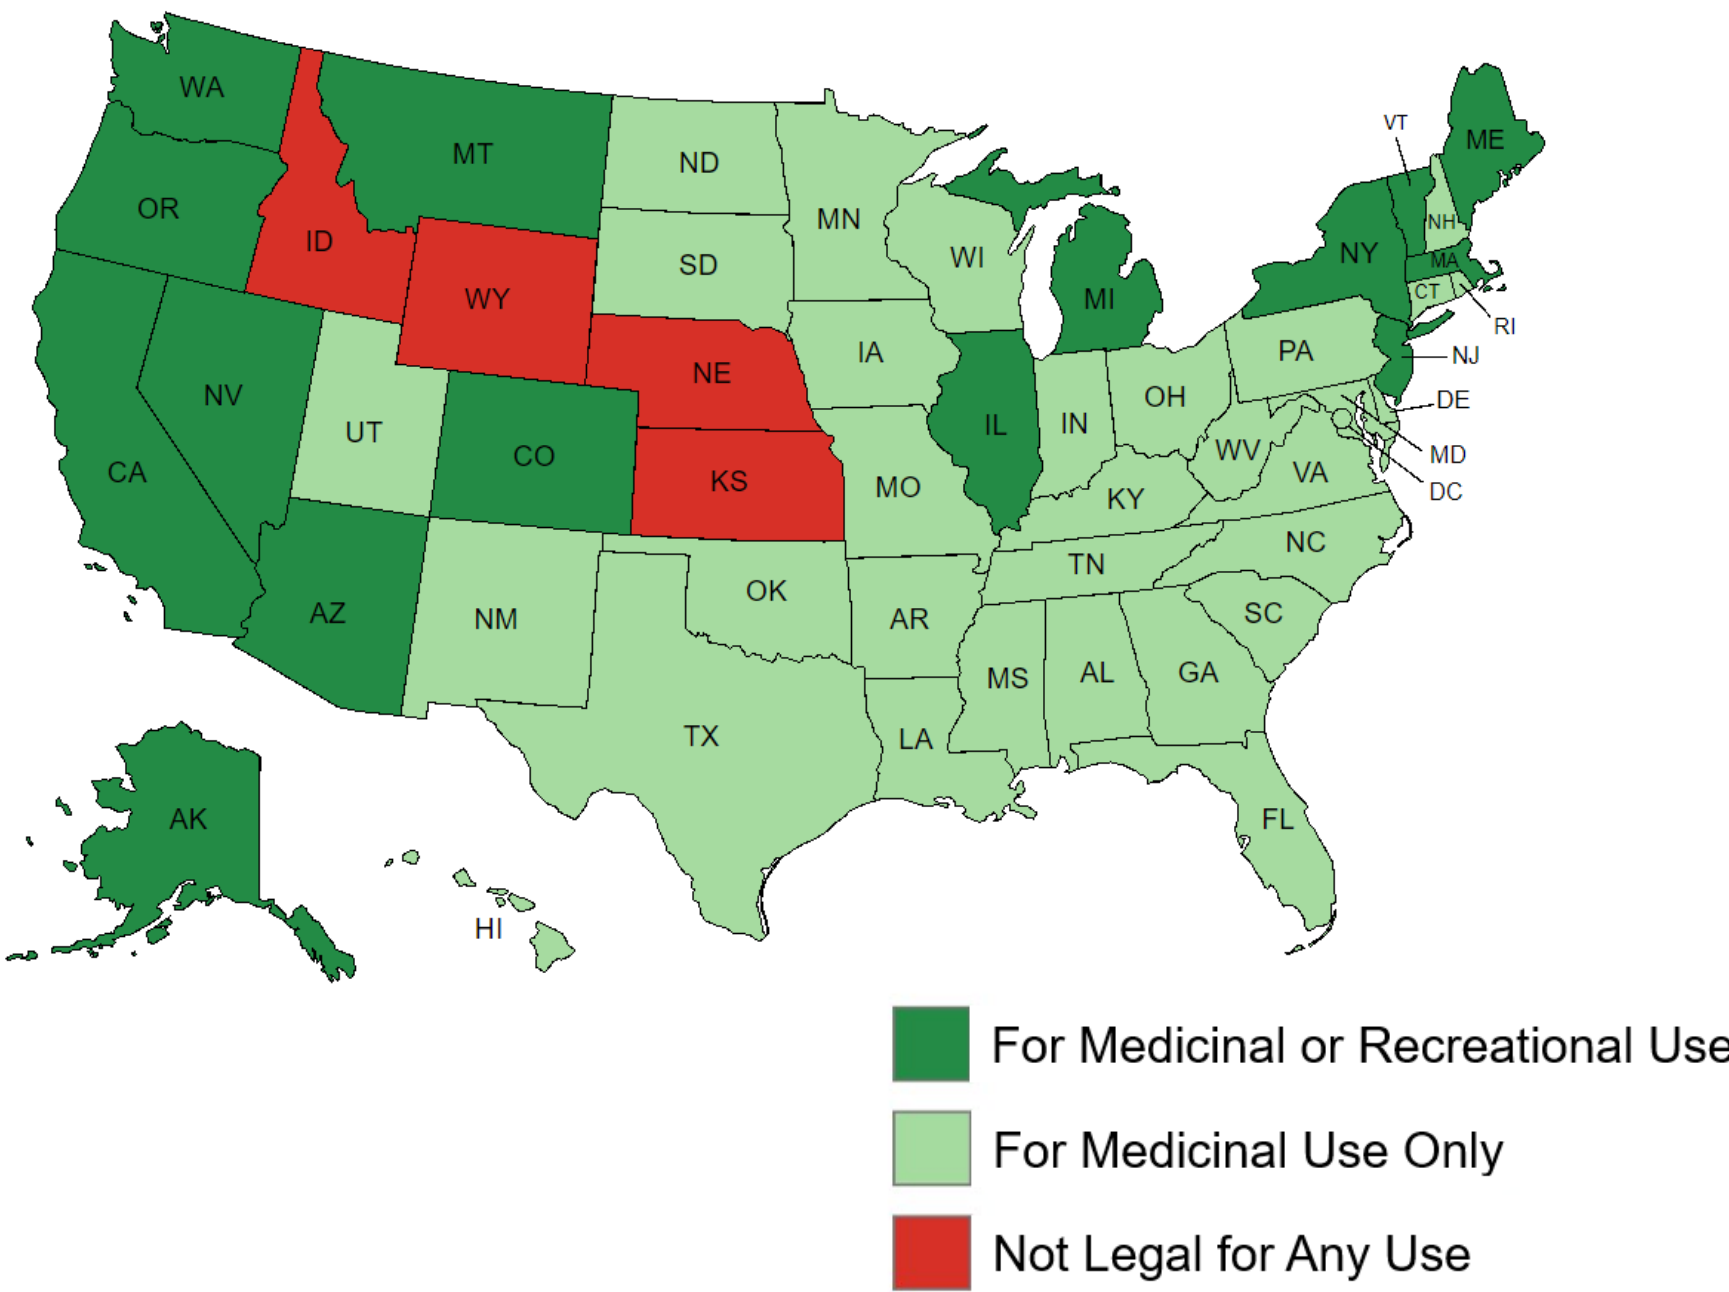 WA
VT
ME
MT
ND
OR
MN
NH
ID
NY
WI
SD
MA
CT
WY
MI
RI
IA
PA
NJ
NE
NV
OH
DE
IL
IN
UT
WV
MD
CO
CA
KS
MO
VA
DC
KY
NC
TN
OK
AZ
NM
AR
SC
MS
AL
GA
TX
LA
AK
FL
HI
For Medicinal or Recreational Use
For Medicinal Use Only
Not Legal for Any Use